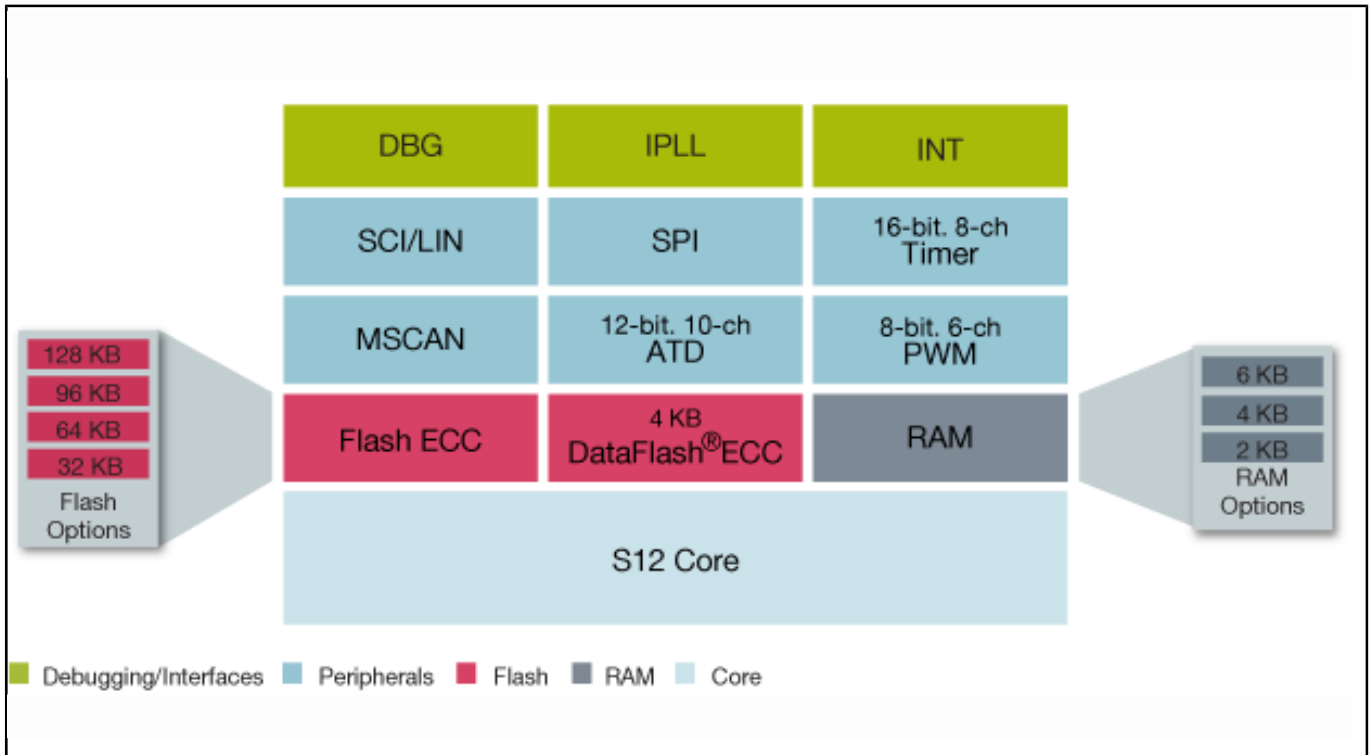 DBG
IPLL
INT
SCI/LIN
SPI
16-bit. 8-ch
Timer
MSCAN
12-bit. 10-ch
ATD
8-bit. 6-ch
PWM
128 KB
96 KB
64 KB
32 KB
Flash
Options
Flash ECC
4 KB
DataFlash®ECC
RAM
6 KB
4 KB
2 KB
RAM
Options
S12 Core
Debugging/Interfaces Peripherals Flash RAM Core